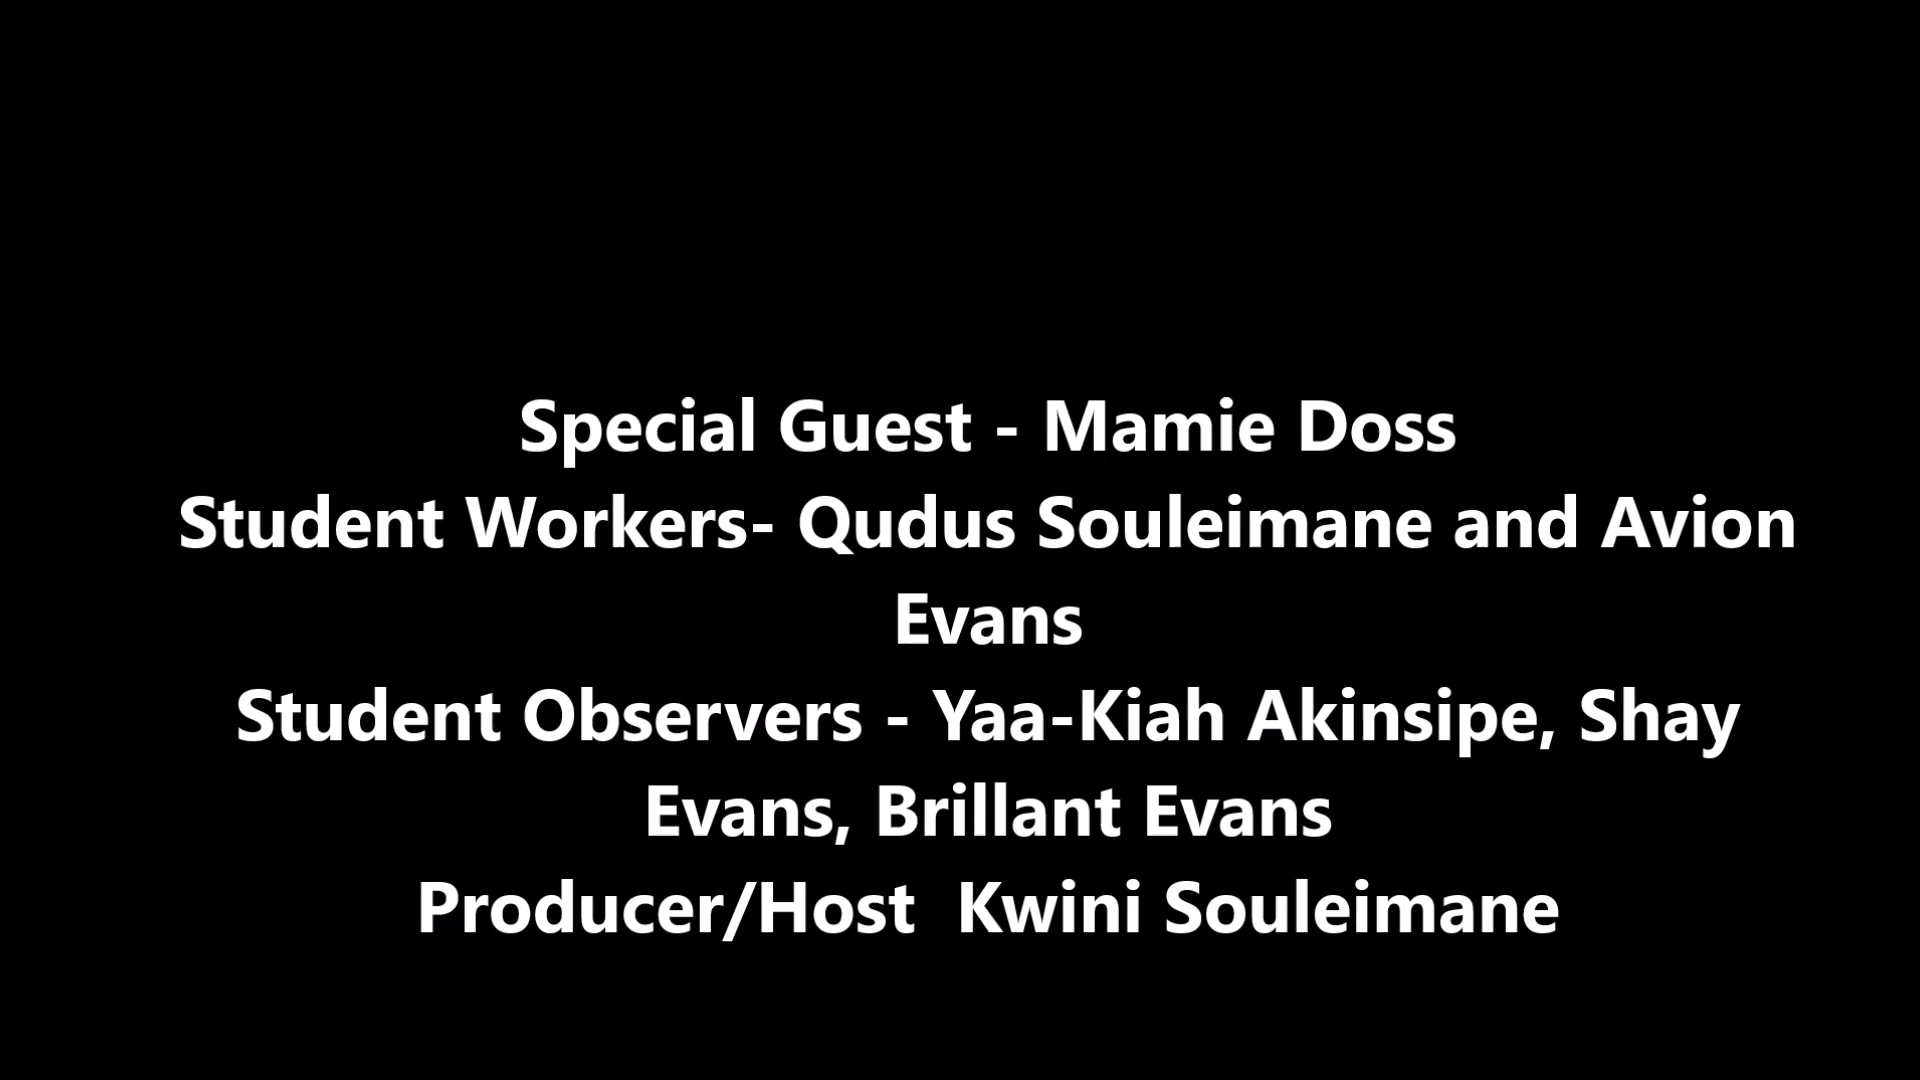 Special Guest - Mamie Doss
Student Workers- Qudus Souleimane and Avion
Evans
Student Observers - Yaa-Kiah Akinsipe, Shay
Evans, Brillant Evans
Producer/Host  Kwini Souleimane